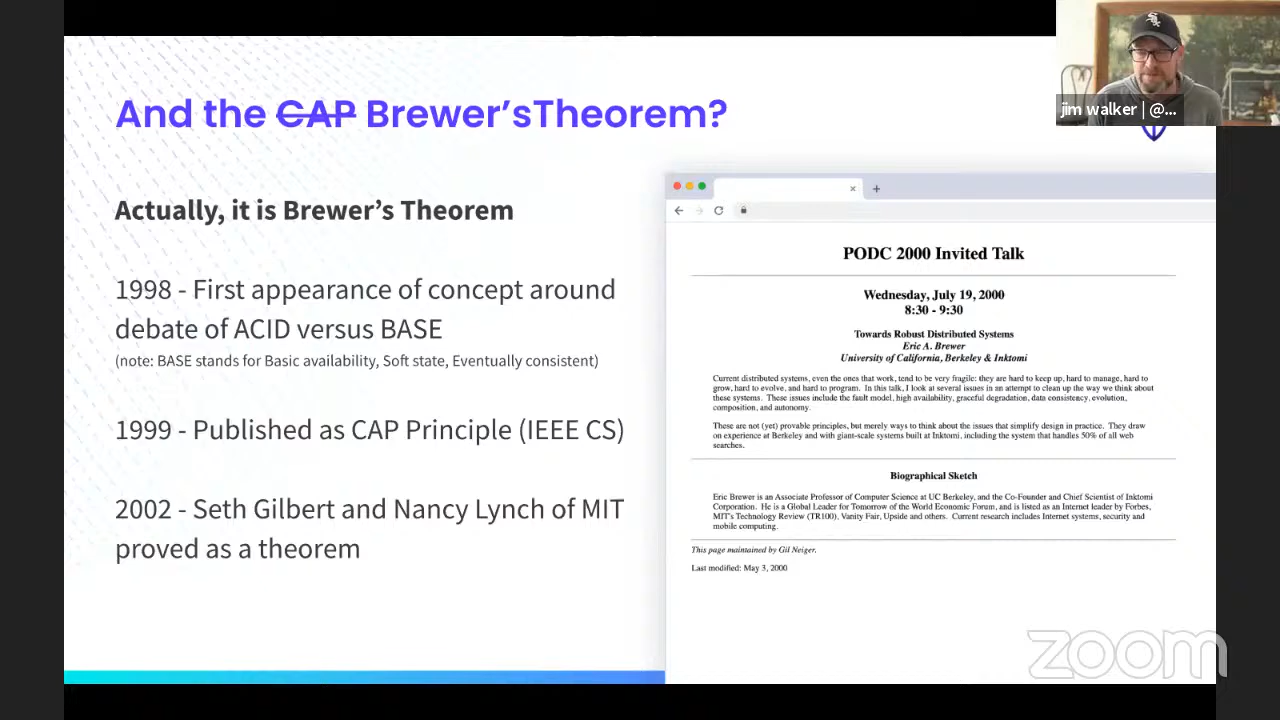 And the CAP Brewer'sTheorem?
jim walker | @...
Actually, it is Brewer's Theorem
1998 - First appearance of concept around
debate of ACID versus BASE
(note: BASE stands for Basic availability, Soft state, Eventually consistent)
1999 - Published as CAP Principle (IEEE CS)
2002 - Seth Gilbert and Nancy Lynch of MIT
proved as a theorem
PODC 2000 Invited Talk
Wednesday, July 19, 2000
8:30 - 9:30
Towards Robust Distributed Systems
Eric A. Brewer
University of California, Berkeley & Inktomi
Current distributed systems, even the ones that work, tend to be very fragile: they are hard to keep up, hard to manage, hard to
grow, hard to evolve, and hard to program. In this talk, I look at several issues in an attempt to clean up the way we think about
these systems. These issues include the fault model, high availability, graceful degradation, data consistency, evolution,
composition, and autonomy.
These are not (yet) provable principles, but merely ways to think about the issues that simplify design in practice. They draw
on experience at Berkeley and with giant-scale systems built at Inktomi, including the system that handles 50% of all web
searches.
Biographical Sketch
Eric Brewer is an Associate Professor of Computer Science at UC Berkeley, and the Co-Founder and Chief Scientist of Inktomi
Corporation. He is a Global Leader for Tomorrow of the World Economic Forum, and is listed as an Internet leader by Forbes,
MIT's Technology Review (TR100), Vanity Fair, Upside and others. Current research includes Internet systems, security and
mobile computing.
This page maintained by Gil Neiger.
Last modified: May 3, 2000
zoom